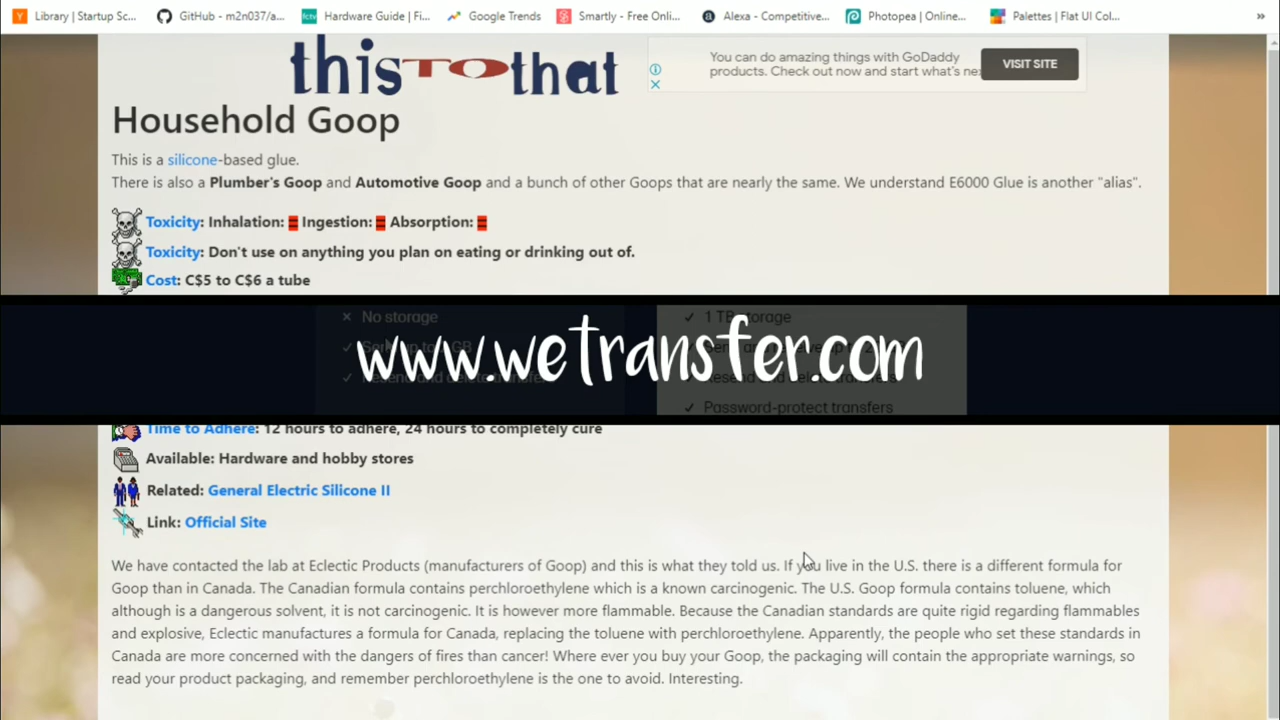 Library | Startup Sc...
GitHub - m2n037/a...
Hardware Guide | Fi...
Google Trends
Smartly - Free Onli...
Alexa - Competitive...
Photopea | Online...
Palettes | Flat UI Col...
»
thisTOthat
You can do amazing things with GoDaddy
products. Check out now and start what's ne
VISIT SITE
Household Goop
This is a silicone-based glue.
There is also a Plumber's Goop and Automotive Goop and a bunch of other Goops that are nearly the same. We understand E6000 Glue is another "alias".
Toxicity: Inhalation: Ingestion: Absorption:
Toxicity: Don't use on anything you plan on eating or drinking out of.
Cost: C$5 to C$6 a tube
No storage
1 TB storage
www.wetransfer.com
Resend and delete transfers
Password-protect transfers
Time to Adhere: 12 hours to adhere, 24 hours to completely cure
Available: Hardware and hobby stores
Related: General Electric Silicone II
Link: Official Site
We have contacted the lab at Eclectic Products (manufacturers of Goop) and this is what they told us. If you live in the U.S. there is a different formula for
Goop than in Canada. The Canadian formula contains perchloroethylene which is a known carcinogenic. The U.S. Goop formula contains toluene, which
although is a dangerous solvent, it is not carcinogenic. It is however more flammable. Because the Canadian standards are quite rigid regarding flammables
and explosive, Eclectic manufactures a formula for Canada, replacing the toluene with perchloroethylene. Apparently, the people who set these standards in
Canada are more concerned with the dangers of fires than cancer! Where ever you buy your Goop, the packaging will contain the appropriate warnings, so
read your product packaging, and remember perchloroethylene is the one to avoid. Interesting.